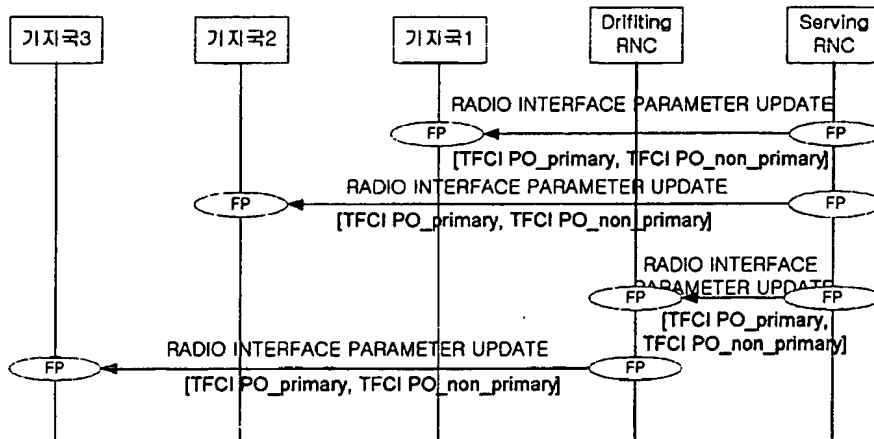 기지국3
기지국2
기지국1
Drifiting
RNC
Serving
RNC
RADIO INTERFACE PARAMETER UPDATE
FP
FP
[TFCI PO_primary, TFCI PO_non_primary]
RADIO INTERFACE PARAMETER UPDATE
FP
FP
[TFCI PO_primary, TFCI PO_non_primary]
RADIO INTERFACE
PARAMETER UPDATE
FP
FP
[TFCI PO_primary,
TFCI PO_non_primary]
RADIO INTERFACE PARAMETER UPDATE
FP
FP
[TFCI PO_primary, TFCI PO_non_primary]